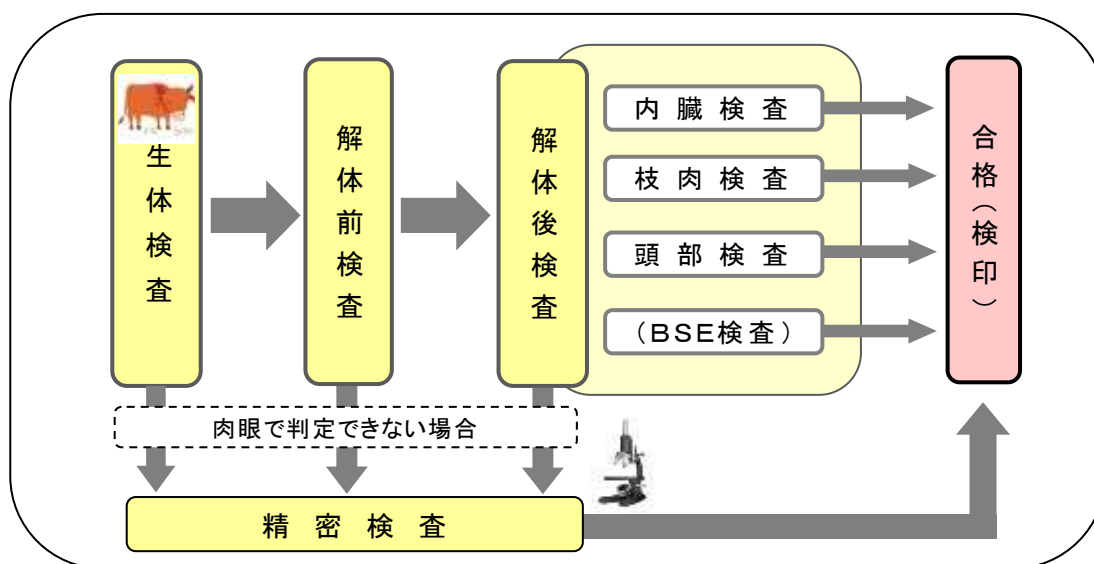 生体検査
解体前検査
解体後検査
内臓検査
枝肉検査
頭部検査
（BSE検査）
合格（検印）
肉眼で判定できない場合
精密検査